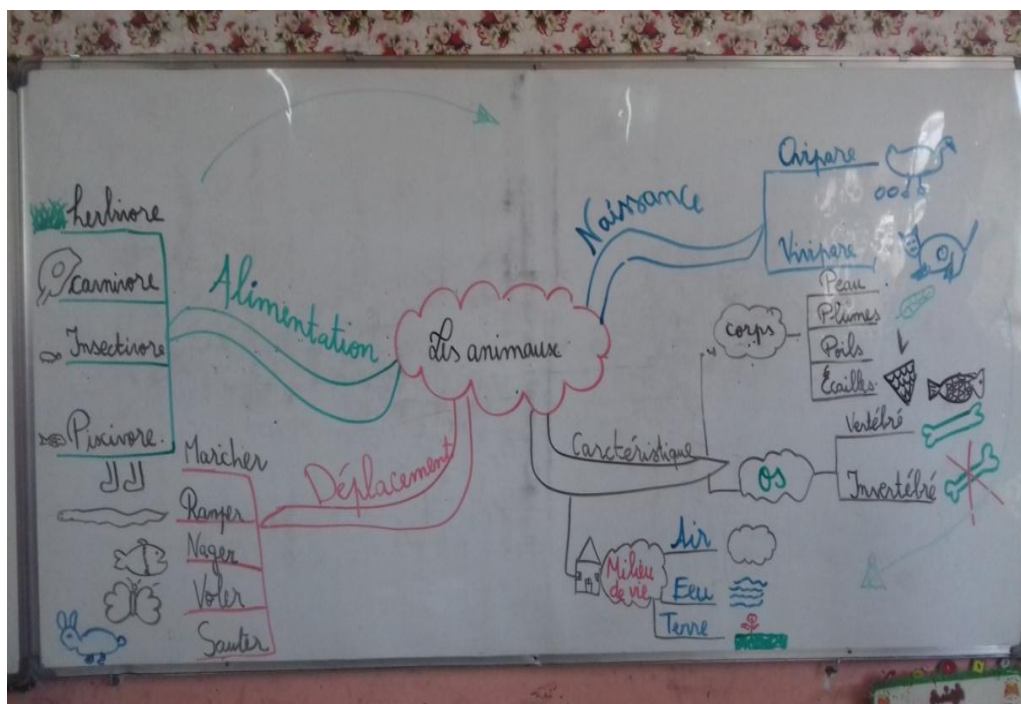 Les animaux
Naissance
Ovipare
Vivipare
Caractéristique
corps
Peau
Plumes
Poils
Écailles
os
Vertébré
Invertébré
Milieu
de vie
Air
Eeu
Terre
Déplacement
Marcher
Ramper
Nager
Voler
Sauter
Alimentation
herbivore
carnivore
Insectivore
Piscivore.